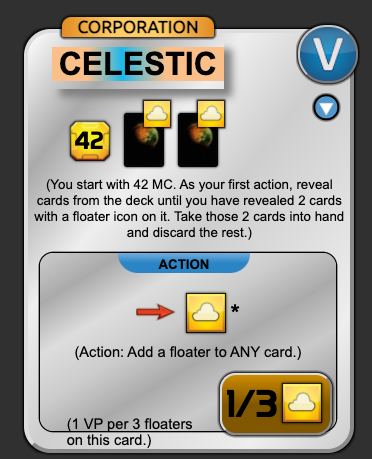 CORPORATION
V
CELESTIC
42
(You start with 42 MC. As your first action, reveal
cards from the deck until you have revealed 2 cards
with a floater icon on it. Take those 2 cards into hand
and discard the rest.)
ACTION
*
(Action: Add a floater to ANY card.)
1/3
(1 VP per 3 floaters
on this card.)